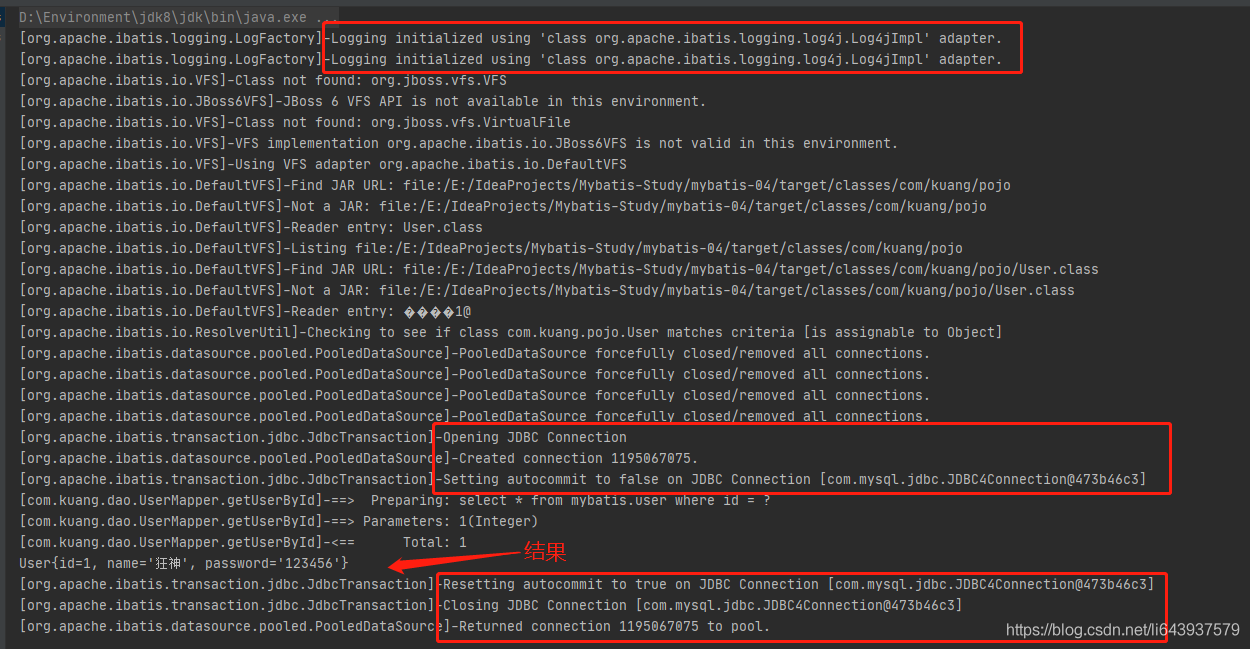 D:\Environment\jdk8\jdk\bin\java.exe ...
[org.apache.ibatis.logging.LogFactory]-Logging initialized using 'class org.apache.ibatis.logging.log4j.Log4jImpl' adapter.
[org.apache.ibatis.logging.LogFactory]-Logging initialized using 'class org.apache.ibatis.logging.log4j.Log4jImpl' adapter.
[org.apache.ibatis.io.VFS]-Class not found: org.jboss.vfs.VFS
[org.apache.ibatis.io.JBoss6VFS]-JBoss 6 VFS API is not available in this environment.
[org.apache.ibatis.io.VFS]-Class not found: org.jboss.vfs.VirtualFile
[org.apache.ibatis.io.VFS]-VFS implementation org.apache.ibatis.io.JBoss6VFS is not valid in this environment.
[org.apache.ibatis.io.VFS]-Using VFS adapter org.apache.ibatis.io.DefaultVFS
[org.apache.ibatis.io.DefaultVFS]-Find JAR URL: file:/E:/IdeaProjects/Mybatis-Study/mybatis-04/target/classes/com/kuang/pojo
[org.apache.ibatis.io.DefaultVFS]-Not a JAR: file:/E:/IdeaProjects/Mybatis-Study/mybatis-04/target/classes/com/kuang/pojo
[org.apache.ibatis.io.DefaultVFS]-Reader entry: User.class
[org.apache.ibatis.io.DefaultVFS]-Listing file:/E:/IdeaProjects/Mybatis-Study/mybatis-04/target/classes/com/kuang/pojo
[org.apache.ibatis.io.DefaultVFS]-Find JAR URL: file:/E:/IdeaProjects/Mybatis-Study/mybatis-04/target/classes/com/kuang/pojo/User.class
[org.apache.ibatis.io.DefaultVFS]-Not a JAR: file:/E:/IdeaProjects/Mybatis-Study/mybatis-04/target/classes/com/kuang/pojo/User.class
[org.apache.ibatis.io.DefaultVFS]-Reader entry: ����1@
[org.apache.ibatis.io.ResolverUtil]-Checking to see if class com.kuang.pojo.User matches criteria [is assignable to Object]
[org.apache.ibatis.datasource.pooled.PooledDataSource]-PooledDataSource forcefully closed/removed all connections.
[org.apache.ibatis.datasource.pooled.PooledDataSource]-PooledDataSource forcefully closed/removed all connections.
[org.apache.ibatis.datasource.pooled.PooledDataSource]-PooledDataSource forcefully closed/removed all connections.
[org.apache.ibatis.datasource.pooled.PooledDataSource]-PooledDataSource forcefully closed/removed all connections.
[org.apache.ibatis.transaction.jdbc.JdbcTransaction]-Opening JDBC Connection
[org.apache.ibatis.datasource.pooled.PooledDataSource]-Created connection 1195067075.
[org.apache.ibatis.transaction.jdbc.JdbcTransaction]-Setting autocommit to false on JDBC Connection [com.mysql.jdbc.JDBC4Connection@473b46c3]
[com.kuang.dao.UserMapper.getUserById]-==>  Preparing: select * from mybatis.user where id = ?
[com.kuang.dao.UserMapper.getUserById]-==> Parameters: 1(Integer)
[com.kuang.dao.UserMapper.getUserById]-<==      Total: 1
User{id=1, name='狂神', password='123456'}
结果
[org.apache.ibatis.transaction.jdbc.JdbcTransaction]-Resetting autocommit to true on JDBC Connection [com.mysql.jdbc.JDBC4Connection@473b46c3]
[org.apache.ibatis.transaction.jdbc.JdbcTransaction]-Closing JDBC Connection [com.mysql.jdbc.JDBC4Connection@473b46c3]
[org.apache.ibatis.datasource.pooled.PooledDataSource]-Returned connection 1195067075 to pool.
https://blog.csdn.net/li643937579